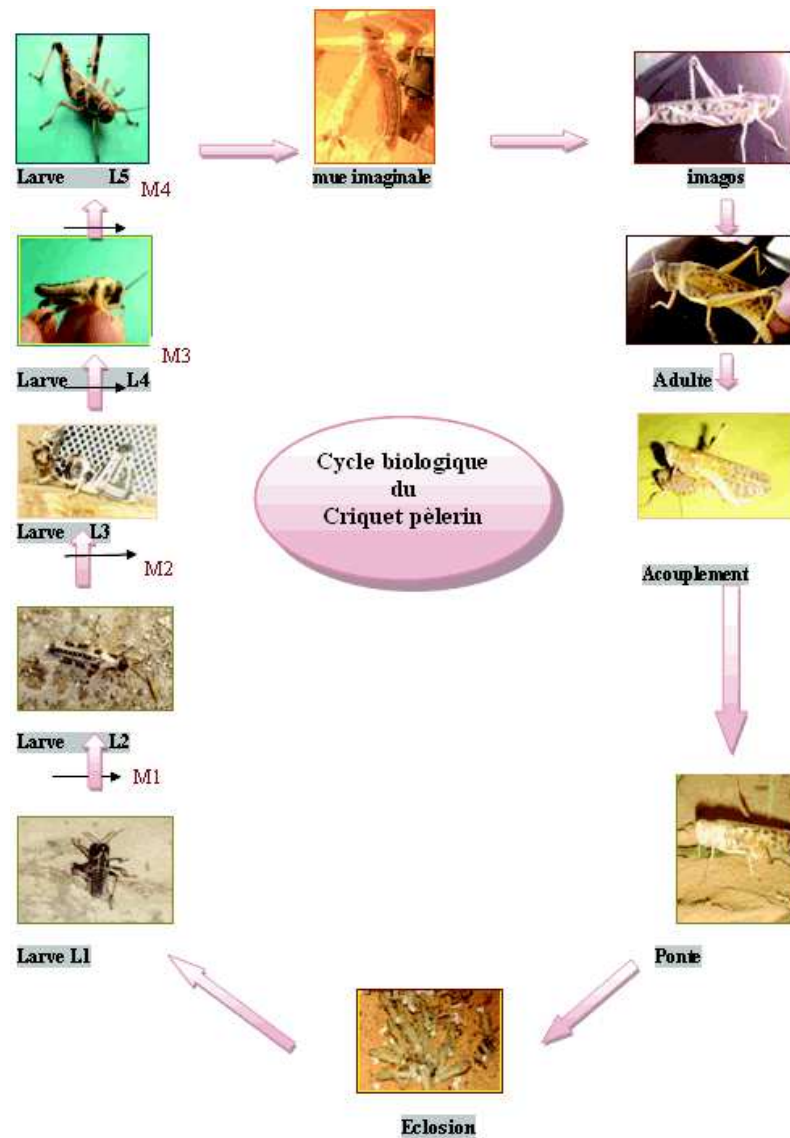 Larve L5
mue imaginale
imagos
M4
M3
Larve L4
Adulte
Cycle biologique
du
Criquet pèlerin
Larve L3
M2
Acouplement
Larve L2
M1
Larve L1
Ponte
Eclosion